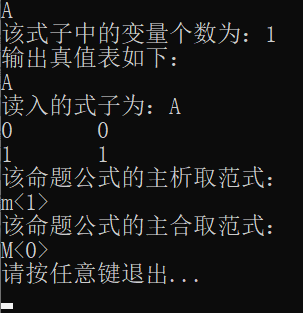 A
该式子中的变量个数为：1
输出真值表如下：
A
读入的式子为：A
0 0
1 1
该命题公式的主析取范式：
m<1>
该命题公式的主合取范式：
M<0>
请按任意键退出...